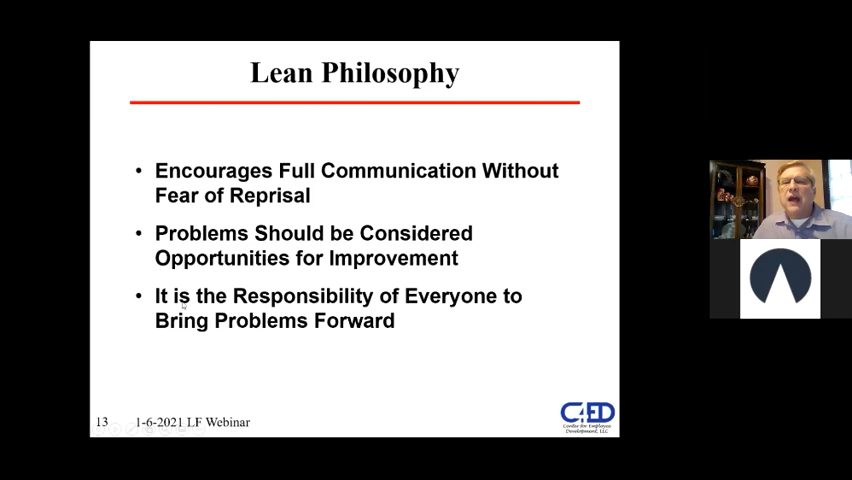 Lean Philosophy
• Encourages Full Communication Without
Fear of Reprisal
• Problems Should be Considered
Opportunities for Improvement
• It is the Responsibility of Everyone to
Bring Problems Forward
13 1-6-2021 LF Webinar
C4ED
Center for Employee
Development, LLC